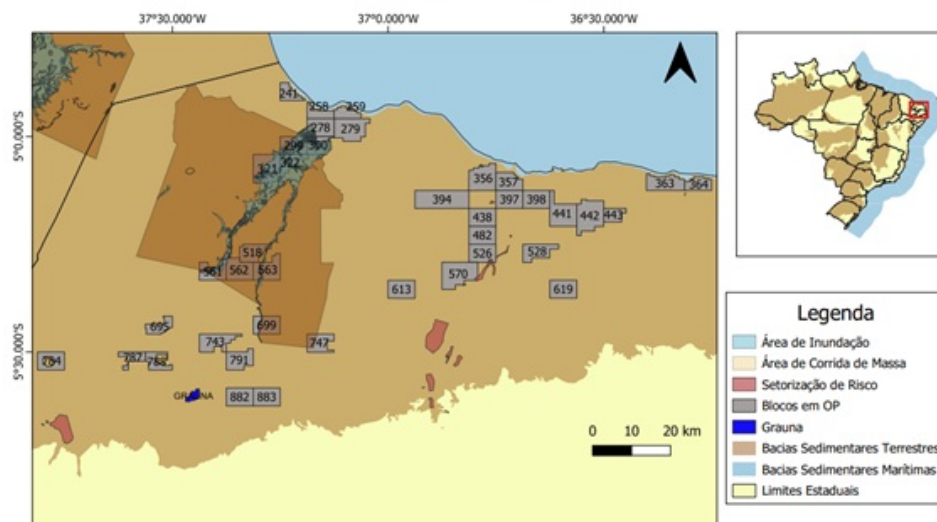 37°30.000'W 37°0.000'W 36°30.000'W
5°0.000'S
5°30.000'S
241
258 259
278 279
299 300
321 322
356 357
363 364
394 397 398
438 441 442 443
482
518 526 528
561 562 563 570
613 619
695 699
743 747
784 787 788 791
GRAUNA 882 883
0 10 20 km
Legenda
Área de Inundação
Área de Corrida de Massa
Setorização de Risco
Blocos em OP
Grauna
Bacias Sedimentares Terrestres
Bacias Sedimentares Marítimas
Limites Estaduais